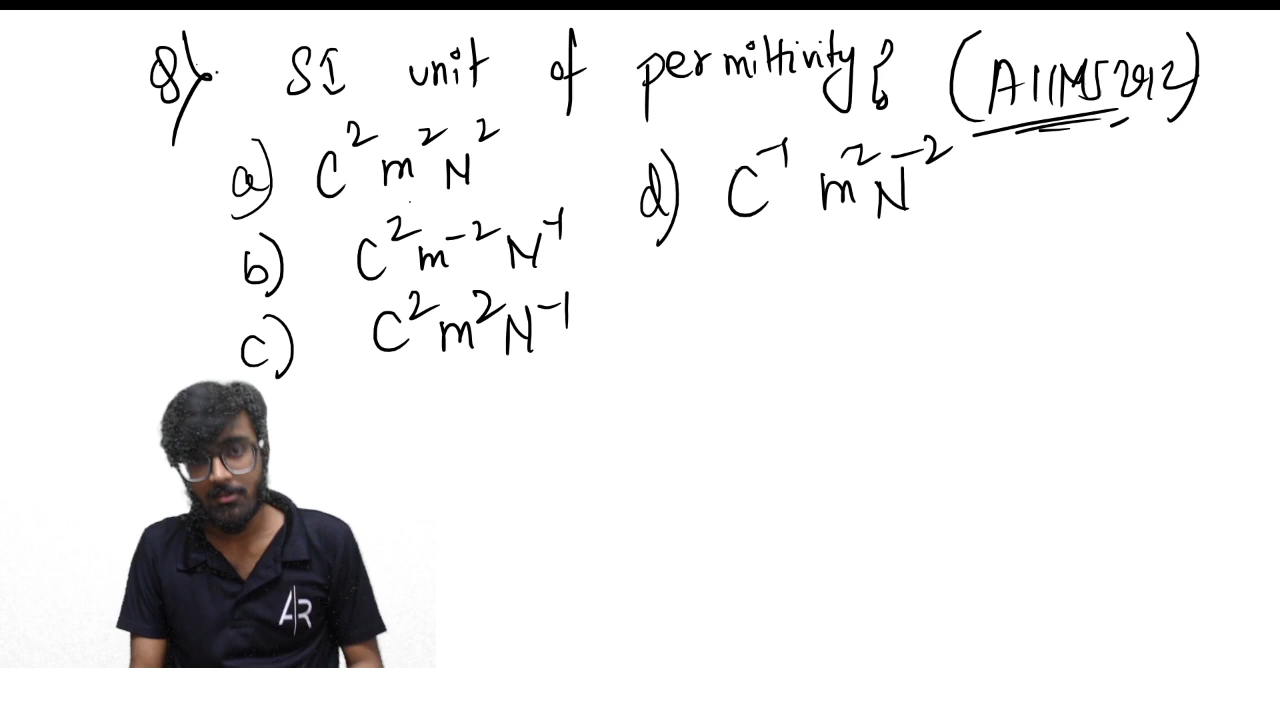 Q). SI unit of permittivity is (AIIMS 2012)
a) C² m² N²
b) C² m⁻² N⁻¹
c) C² m² N⁻¹
d) C⁻¹ m² N⁻²
AR